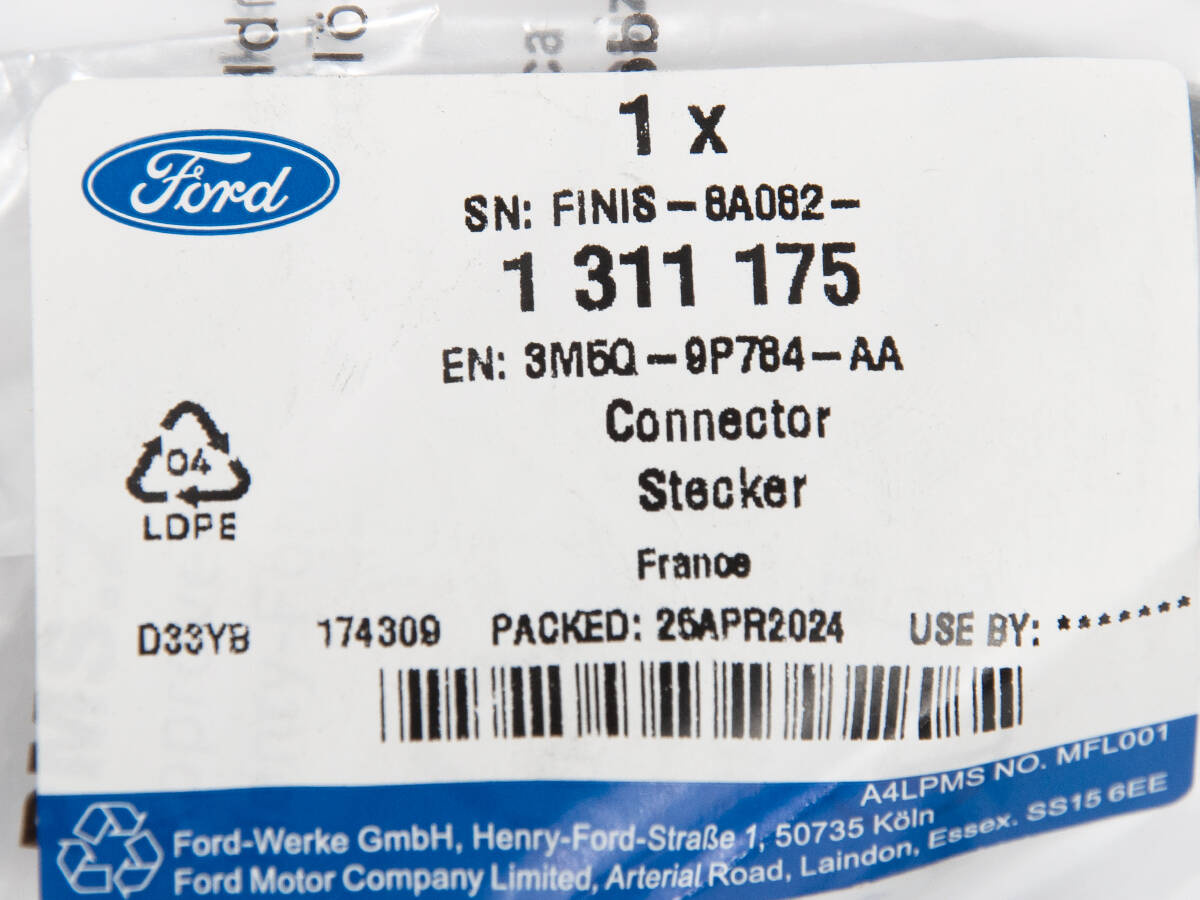 Ford
1 x
SN: FINIS-8A082-
1 311 175
EN: 3M5Q-9P784-AA
Connector
Stecker
France
04
LDPE
D33YB 174309 PACKED: 25APR2024 USE BY: *******
A4LPMS NO. MFL001
Ford-Werke GmbH, Henry-Ford-Straße 1, 50735 Köln
Ford Motor Company Limited, Arterial Road, Laindon, Essex. SS15 6EE